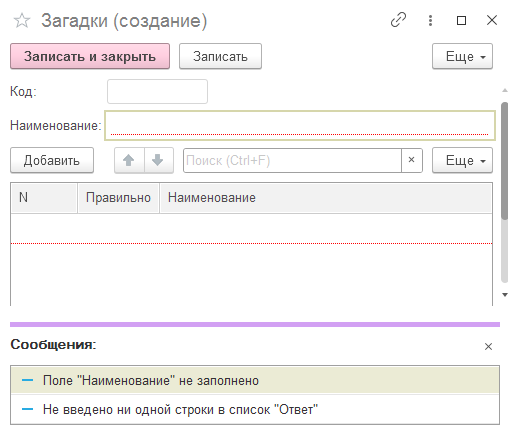 Загадки (создание)
Записать и закрыть Записать Еще
Код:
Наименование:
Добавить Поиск (Ctrl+F) × Еще
N Правильно Наименование
Сообщения: ×
Поле "Наименование" не заполнено
Не введено ни одной строки в список "Ответ"